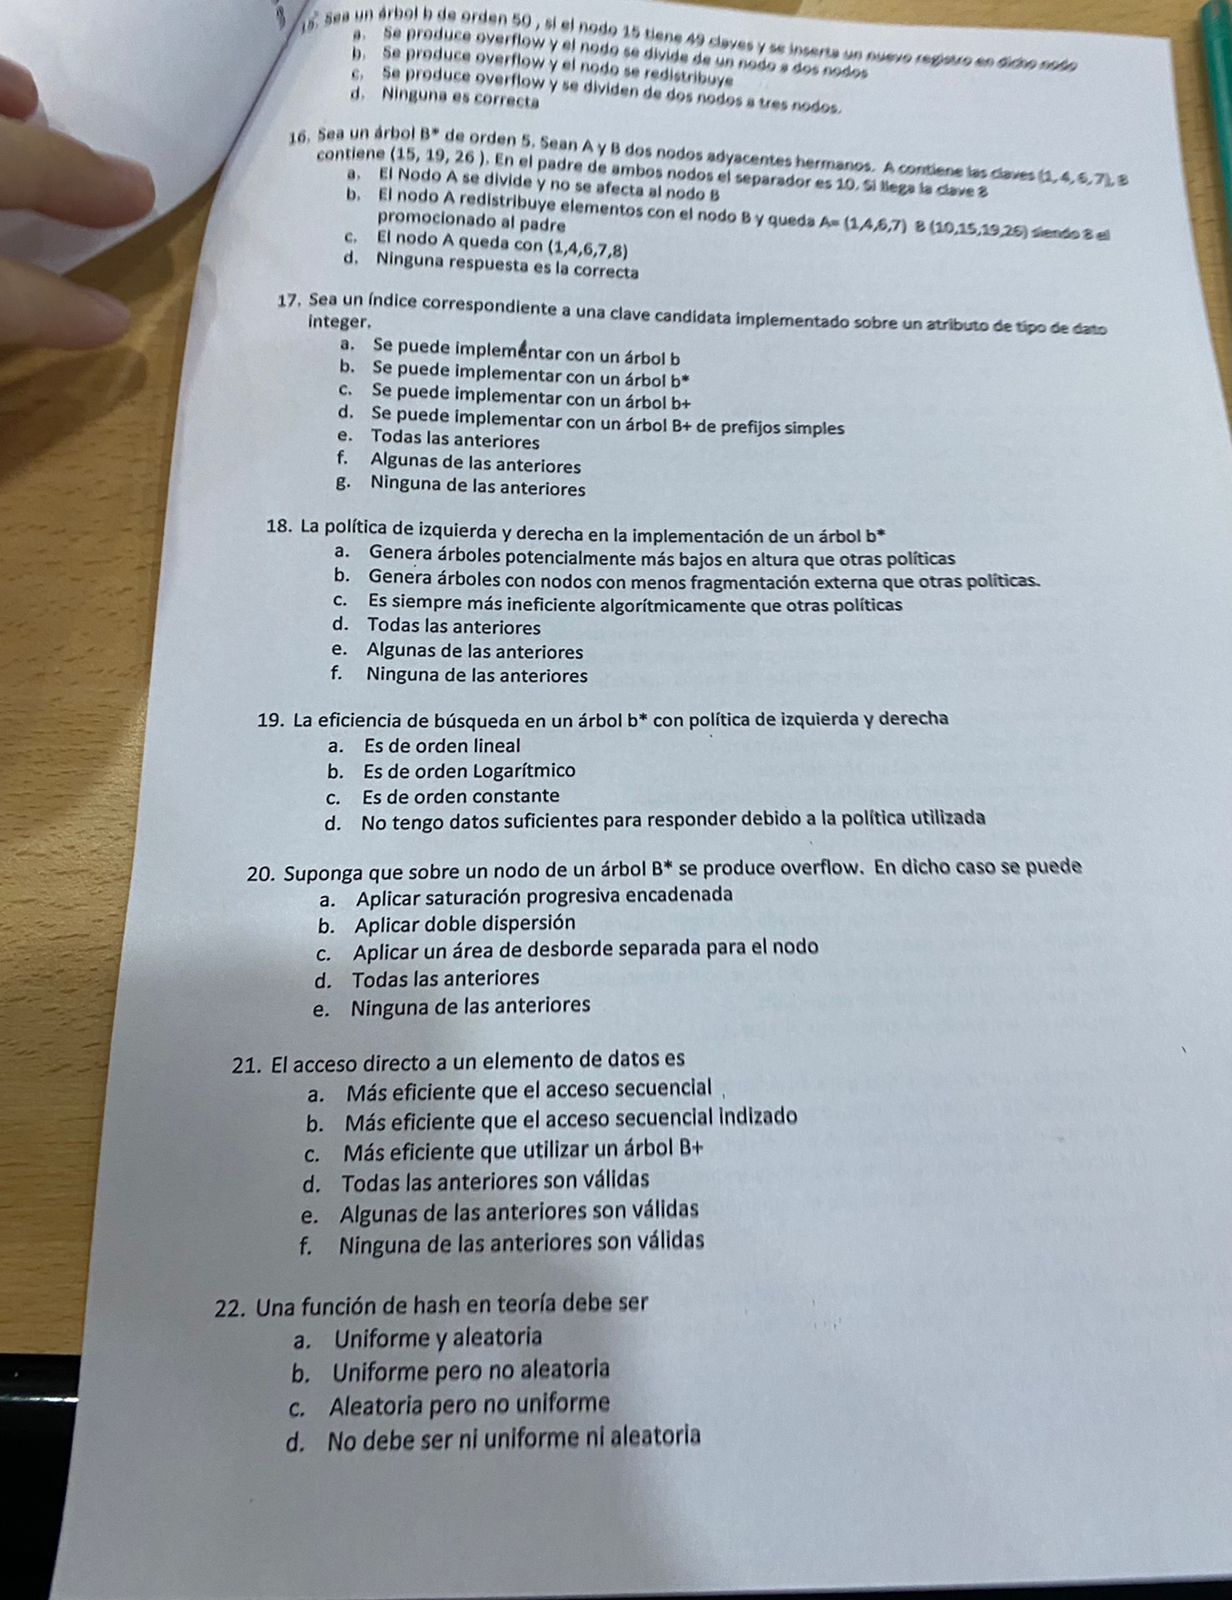 15. Sea un árbol b de orden 50 , si el nodo 15 tiene 49 claves y se inserta un nuevo registro en dicho nodo
a. Se produce overflow y el nodo se divide de un nodo a dos nodos
b. Se produce overflow y el nodo se redistribuye
c. Se produce overflow y se dividen de dos nodos a tres nodos.
d. Ninguna es correcta
16. Sea un árbol B* de orden 5. Sean A y B dos nodos adyacentes hermanos. A contiene las claves (1, 4, 6, 7), B
contiene (15, 19, 26 ). En el padre de ambos nodos el separador es 10. Si llega la clave 8
a. El Nodo A se divide y no se afecta al nodo B
b. El nodo A redistribuye elementos con el nodo B y queda A= (1,4,6,7) B (10,15,19,26) siendo 8 el
promocionado al padre
c. El nodo A queda con (1,4,6,7,8)
d. Ninguna respuesta es la correcta
17. Sea un índice correspondiente a una clave candidata implementado sobre un atributo de tipo de dato
integer.
a. Se puede implementar con un árbol b
b. Se puede implementar con un árbol b*
c. Se puede implementar con un árbol b+
d. Se puede implementar con un árbol B+ de prefijos simples
e. Todas las anteriores
f. Algunas de las anteriores
g. Ninguna de las anteriores
18. La política de izquierda y derecha en la implementación de un árbol b*
a. Genera árboles potencialmente más bajos en altura que otras políticas
b. Genera árboles con nodos con menos fragmentación externa que otras políticas.
c. Es siempre más ineficiente algorítmicamente que otras políticas
d. Todas las anteriores
e. Algunas de las anteriores
f. Ninguna de las anteriores
19. La eficiencia de búsqueda en un árbol b* con política de izquierda y derecha
a. Es de orden lineal
b. Es de orden Logarítmico
c. Es de orden constante
d. No tengo datos suficientes para responder debido a la política utilizada
20. Suponga que sobre un nodo de un árbol B* se produce overflow. En dicho caso se puede
a. Aplicar saturación progresiva encadenada
b. Aplicar doble dispersión
c. Aplicar un área de desborde separada para el nodo
d. Todas las anteriores
e. Ninguna de las anteriores
21. El acceso directo a un elemento de datos es
a. Más eficiente que el acceso secuencial
b. Más eficiente que el acceso secuencial indizado
c. Más eficiente que utilizar un árbol B+
d. Todas las anteriores son válidas
e. Algunas de las anteriores son válidas
f. Ninguna de las anteriores son válidas
22. Una función de hash en teoría debe ser
a. Uniforme y aleatoria
b. Uniforme pero no aleatoria
c. Aleatoria pero no uniforme
d. No debe ser ni uniforme ni aleatoria